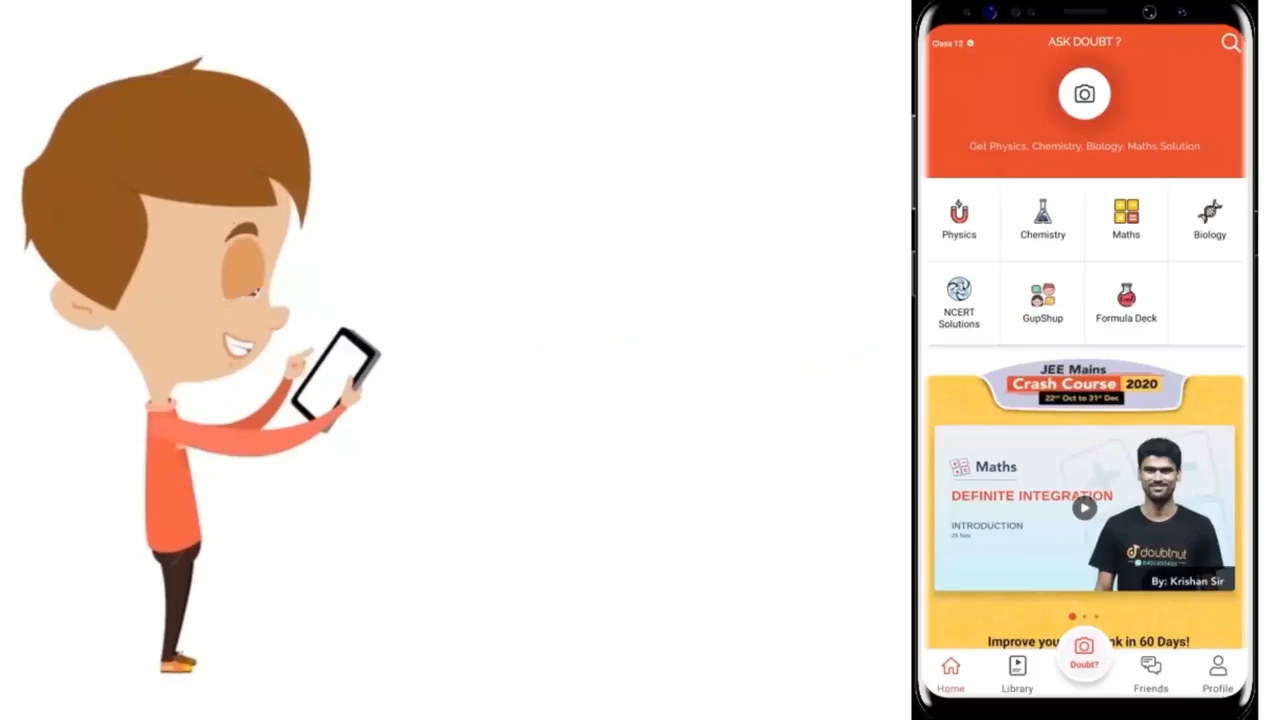 Class 12
ASK DOUBT ?
Get Physics, Chemistry, Biology, Maths Solution
Physics
Chemistry
Maths
Biology
NCERT
Solutions
GupShup
Formula Deck
JEE Mains
Crash Course 2020
22nd Oct to 31st Dec
Maths
DEFINITE INTEGRATION
INTRODUCTION
doubtnut
By: Krishan Sir
Improve you nk in 60 Days!
Doubt?
Home
Library
Friends
Profile